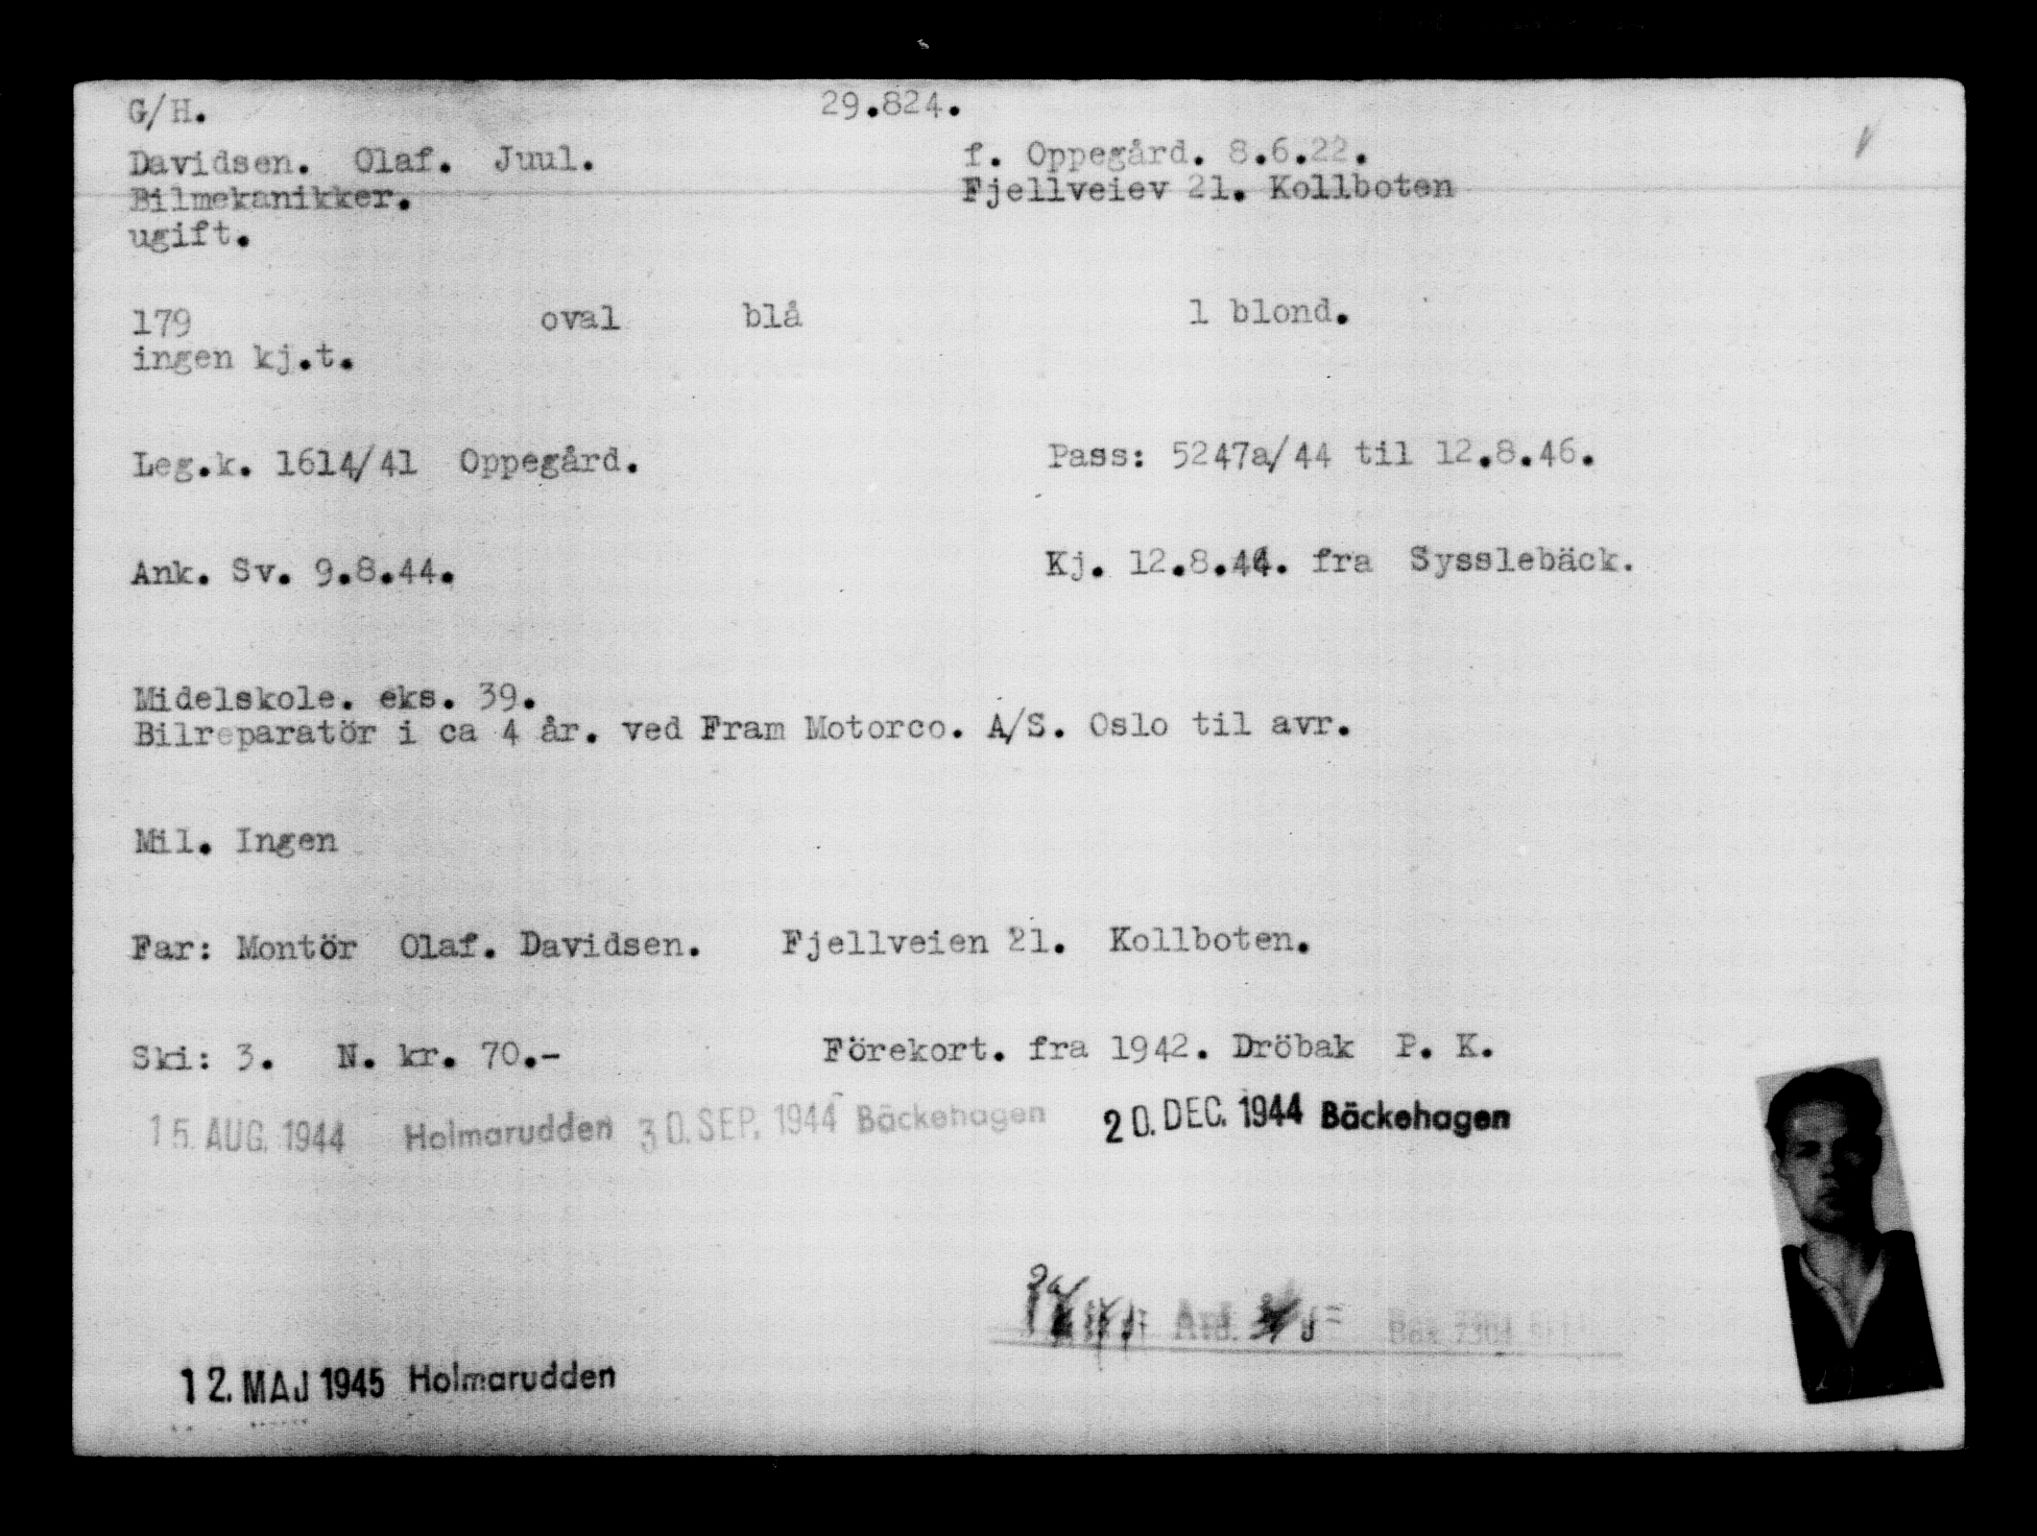 G/H. 29.824.
Davidsen. Olaf. Juul. f. Oppegård. 8.6.22.
Bilmekanikker. Fjellveiev 21. Kollboten
ugift.
179 oval blå l blond.
ingen kj.t.
Leg.k. 1614/41 Oppegård. Pass: 5247a/44 til 12.8.46.
Ank. Sv. 9.8.44. Kj. 12.8.44. fra Sysslebäck.
Midelskole. eks. 39.
Bilreparatör i ca 4 år. ved Fram Motorco. A/S. Oslo til avr.
Mil. Ingen
Far: Montör Olaf. Davidsen. Fjellveien 21. Kollboten.
Ski: 3. N. kr. 70.- Förekort. fra 1942. Dröbak P. K.
15. AUG. 1944 Holmarudden 30. SEP. 1944 Bäckehagen 20. DEC. 1944 Bäckehagen
12. MAJ 1945 Holmarudden